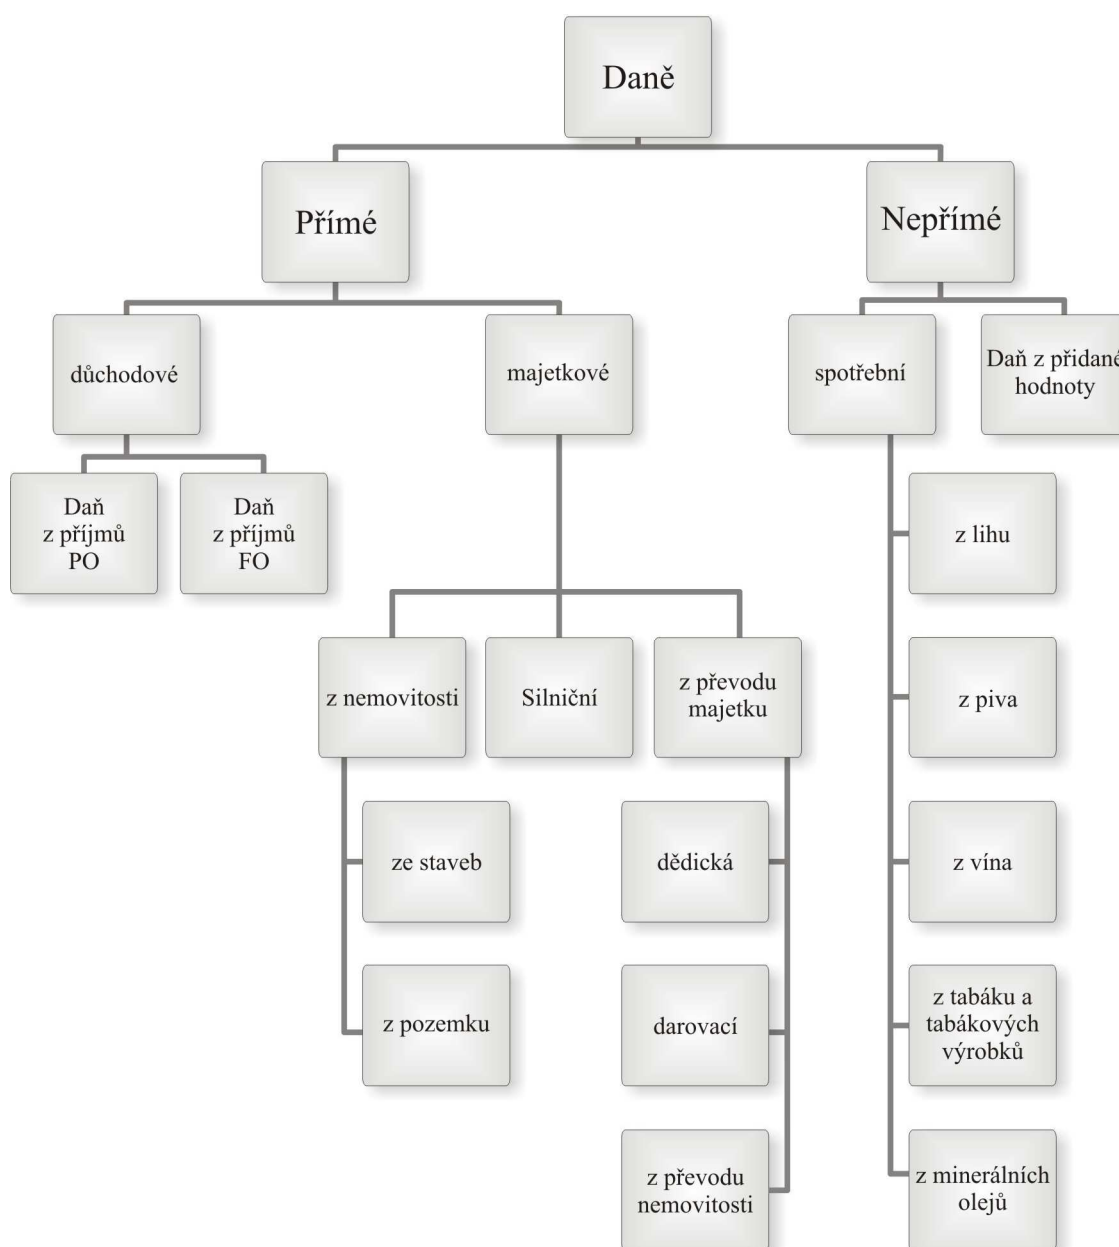 Daně
Přímé
Nepřímé
důchodové
majetkové
spotřební
Daň z přidané
hodnoty
Daň
z příjmů
PO
Daň
z příjmů
FO
z lihu
z nemovitosti
Silniční
z převodu
majetku
z piva
ze staveb
dědická
z vína
z pozemku
darovací
z tabáku a
tabákových
výrobků
z převodu
nemovitosti
z minerálních
olejů